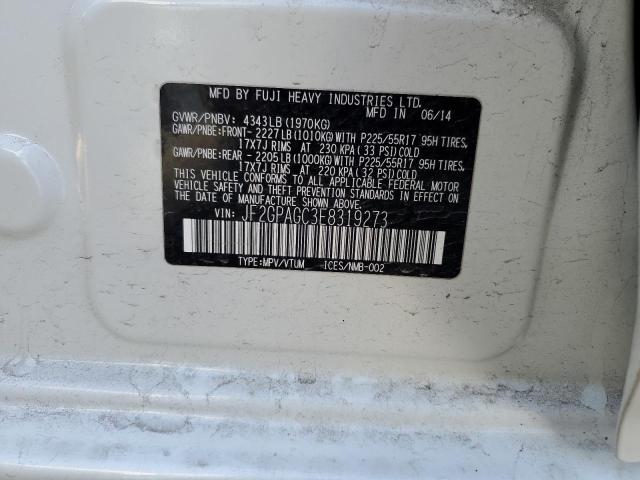 MFD BY FUJI HEAVY INDUSTRIES LTD.
MFD IN 06/14
GVWR/PNBV: 4343LB (1970KG)
GAWR/PNBE:FRONT- 2227LB(1010KG)WITH P225/55R17 95H TIRES,
17X7J RIMS AT 230 KPA (33 PSI)COLD
GAWR/PNBE:REAR - 2205LB(1000KG)WITH P225/55R17 95H TIRES,
17X7J RIMS AT 220 KPA (32 PSI)COLD
THIS VEHICLE CONFORMS TO ALL APPLICABLE FEDERAL MOTOR
VEHICLE SAFETY AND THEFT PREVENTION STANDARDS IN EFFECT
ON THE DATE OF MANUFACTURE SHOWN ABOVE.
VIN: JF2GPAGC3E8319273
TYPE:MPV/VTUM ICES/NMB-002